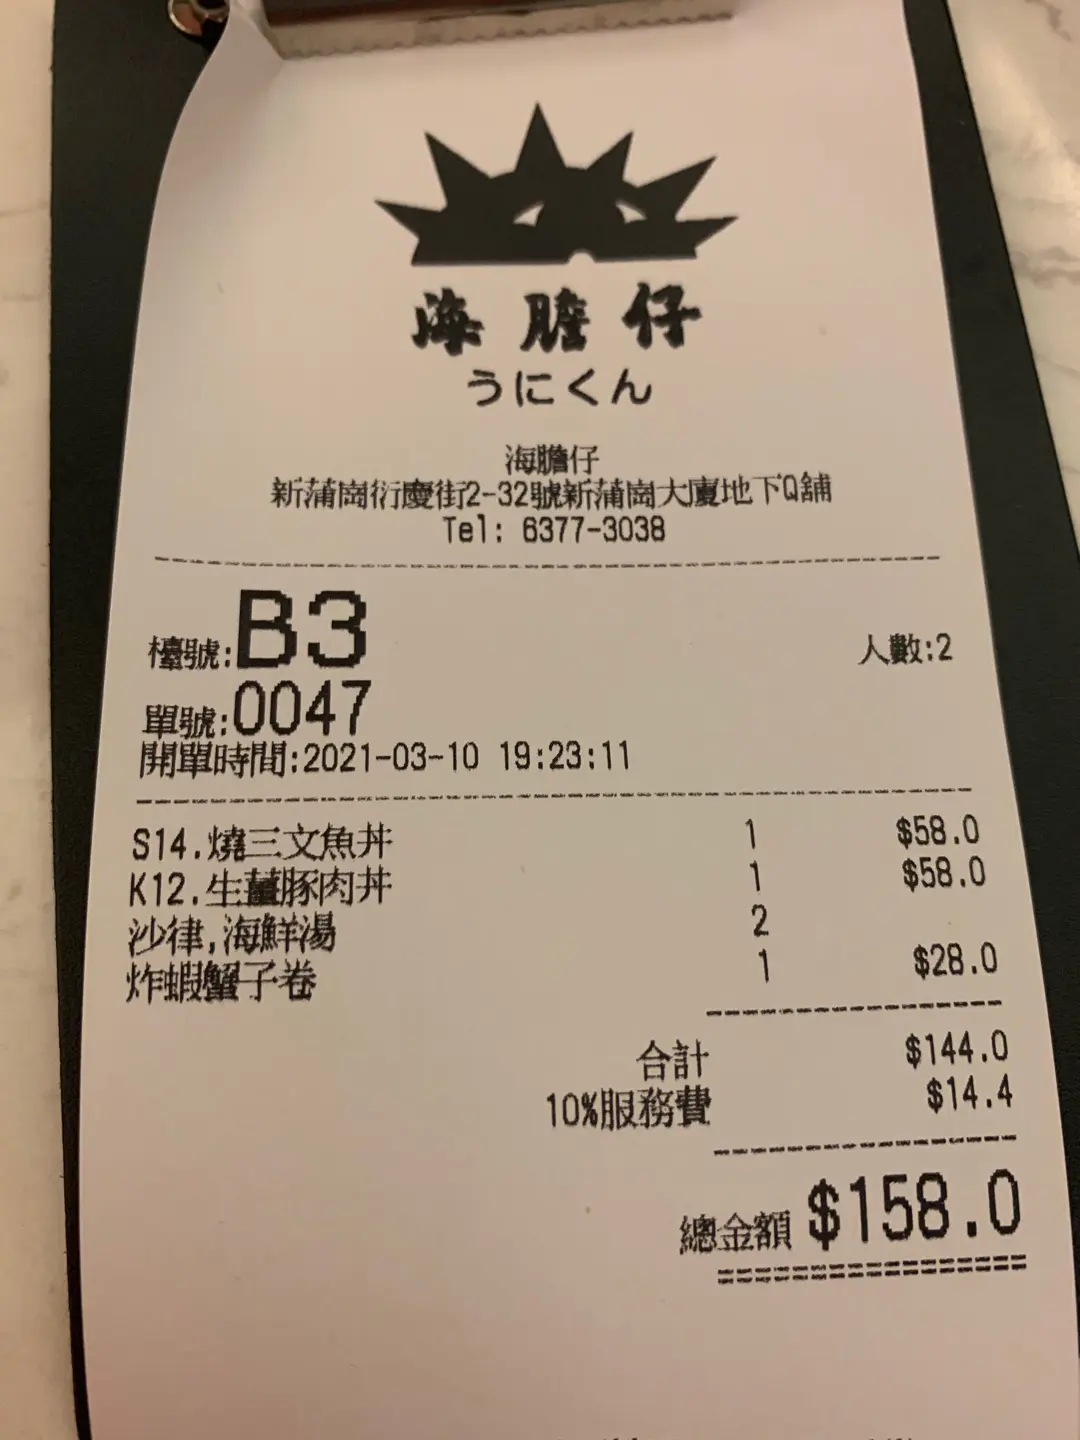 海膽仔
うにくん
海膽仔
新蒲崗衍慶街2-32號新蒲崗大廈地下Q舖
Tel: 6377-3038
檯號:B3 人數:2
單號:0047
開單時間:2021-03-10 19:23:11
S14.燒三文魚丼 1 $58.0
K12.生薑豚肉丼 1 $58.0
沙律,海鮮湯 2
炸蝦蟹子卷 1 $28.0
合計 $144.0
10%服務費 $14.4
總金額 $158.0